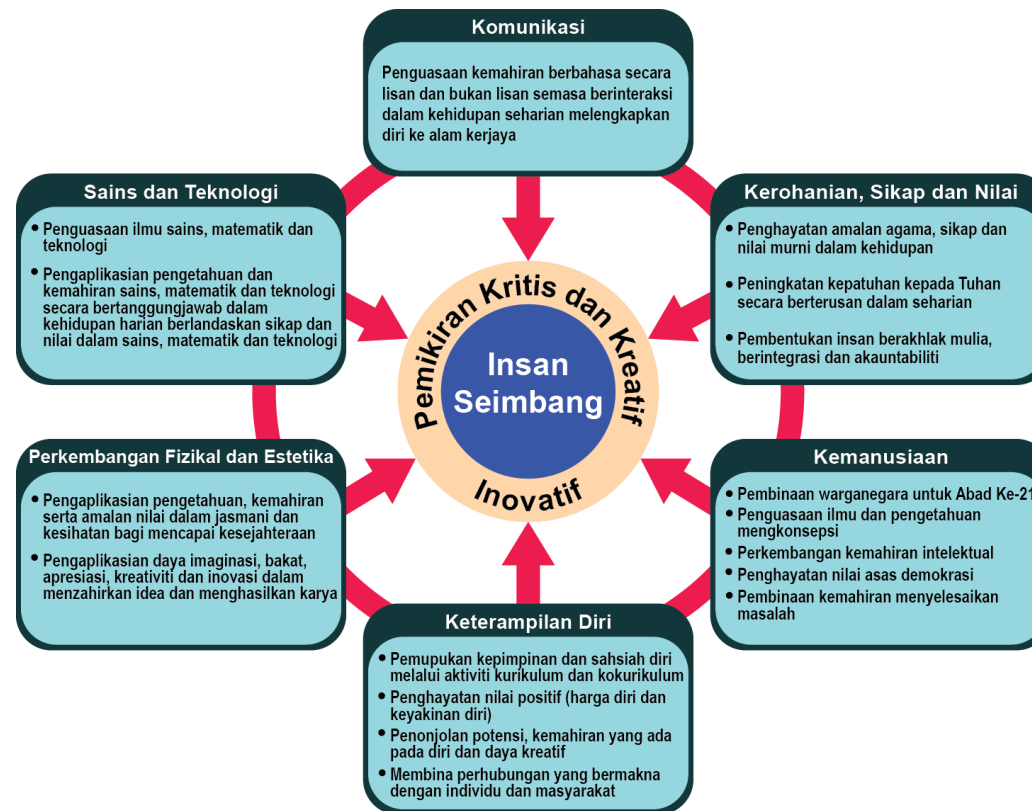 Komunikasi
Penguasaan kemahiran berbahasa secara
lisan dan bukan lisan semasa berinteraksi
dalam kehidupan seharian melengkapkan
diri ke alam kerjaya
Sains dan Teknologi
• Penguasaan ilmu sains, matematik dan
teknologi
• Pengaplikasian pengetahuan dan
kemahiran sains, matematik dan teknologi
secara bertanggungjawab dalam
kehidupan harian berlandaskan sikap dan
nilai dalam sains, matematik dan teknologi
Kerohanian, Sikap dan Nilai
• Penghayatan amalan agama, sikap dan
nilai murni dalam kehidupan
• Peningkatan kepatuhan kepada Tuhan
secara berterusan dalam seharian
• Pembentukan insan berakhlak mulia,
berintegrasi dan akauntabiliti
Pemikiran Kritis dan Kreatif
Insan
Seimbang
Inovatif
Perkembangan Fizikal dan Estetika
• Pengaplikasian pengetahuan, kemahiran
serta amalan nilai dalam jasmani dan
kesihatan bagi mencapai kesejahteraan
• Pengaplikasian daya imaginasi, bakat,
apresiasi, kreativiti dan inovasi dalam
menzahirkan idea dan menghasilkan karya
Kemanusiaan
• Pembinaan warganegara untuk Abad Ke-21
• Penguasaan ilmu dan pengetahuan
mengkonsepsi
• Perkembangan kemahiran intelektual
• Penghayatan nilai asas demokrasi
• Pembinaan kemahiran menyelesaikan
masalah
Keterampilan Diri
• Pemupukan kepimpinan dan sahsiah diri
melalui aktiviti kurikulum dan kokurikulum
• Penghayatan nilai positif (harga diri dan
keyakinan diri)
• Penonjolan potensi, kemahiran yang ada
pada diri dan daya kreatif
• Membina perhubungan yang bermakna
dengan individu dan masyarakat